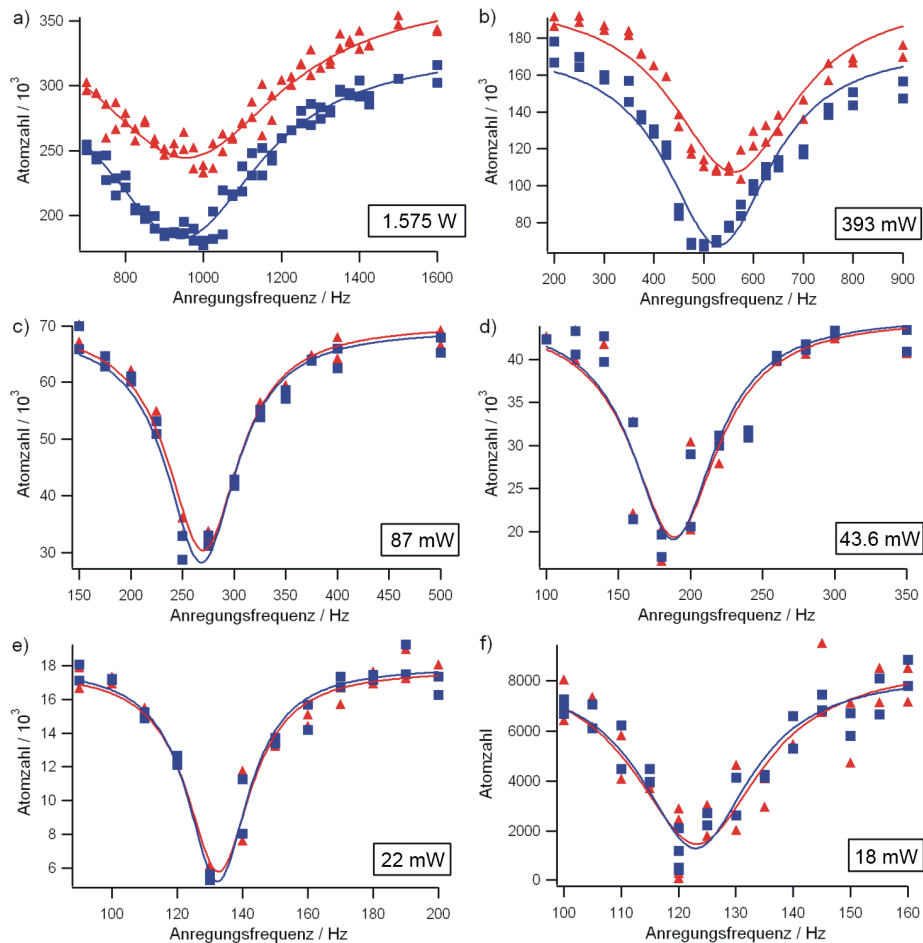 a)
Atomzahl / 10³
350
300
250
200
800 1000 1200 1400 1600
Anregungsfrequenz / Hz
1.575 W
b)
Atomzahl / 10³
180
160
140
120
100
80
200 300 400 500 600 700 800 900
Anregungsfrequenz / Hz
393 mW
c)
Atomzahl / 10³
70
60
50
40
30
150 200 250 300 350 400 450 500
Anregungsfrequenz / Hz
87 mW
d)
Atomzahl / 10³
40
35
30
25
20
100 150 200 250 300 350
Anregungsfrequenz / Hz
43.6 mW
e)
Atomzahl / 10³
18
16
14
12
10
8
6
100 120 140 160 180 200
Anregungsfrequenz / Hz
22 mW
f)
Atomzahl
8000
6000
4000
2000
0
100 110 120 130 140 150 160
Anregungsfrequenz / Hz
18 mW